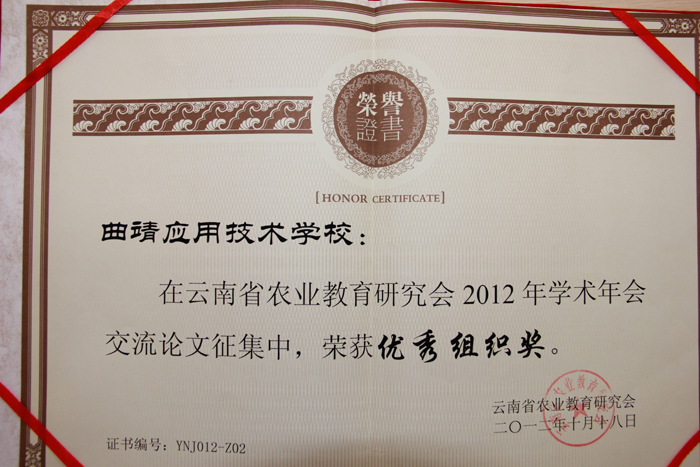 榮譽
證書
[HONOR CERTIFICATE]
曲靖应用技术学校：
在云南省农业教育研究会2012年学术年会
交流论文征集中，荣获优秀组织奖。
云南省农业教育研究会
二〇一二年十月十八日
证书编号：YNJ012-Z02